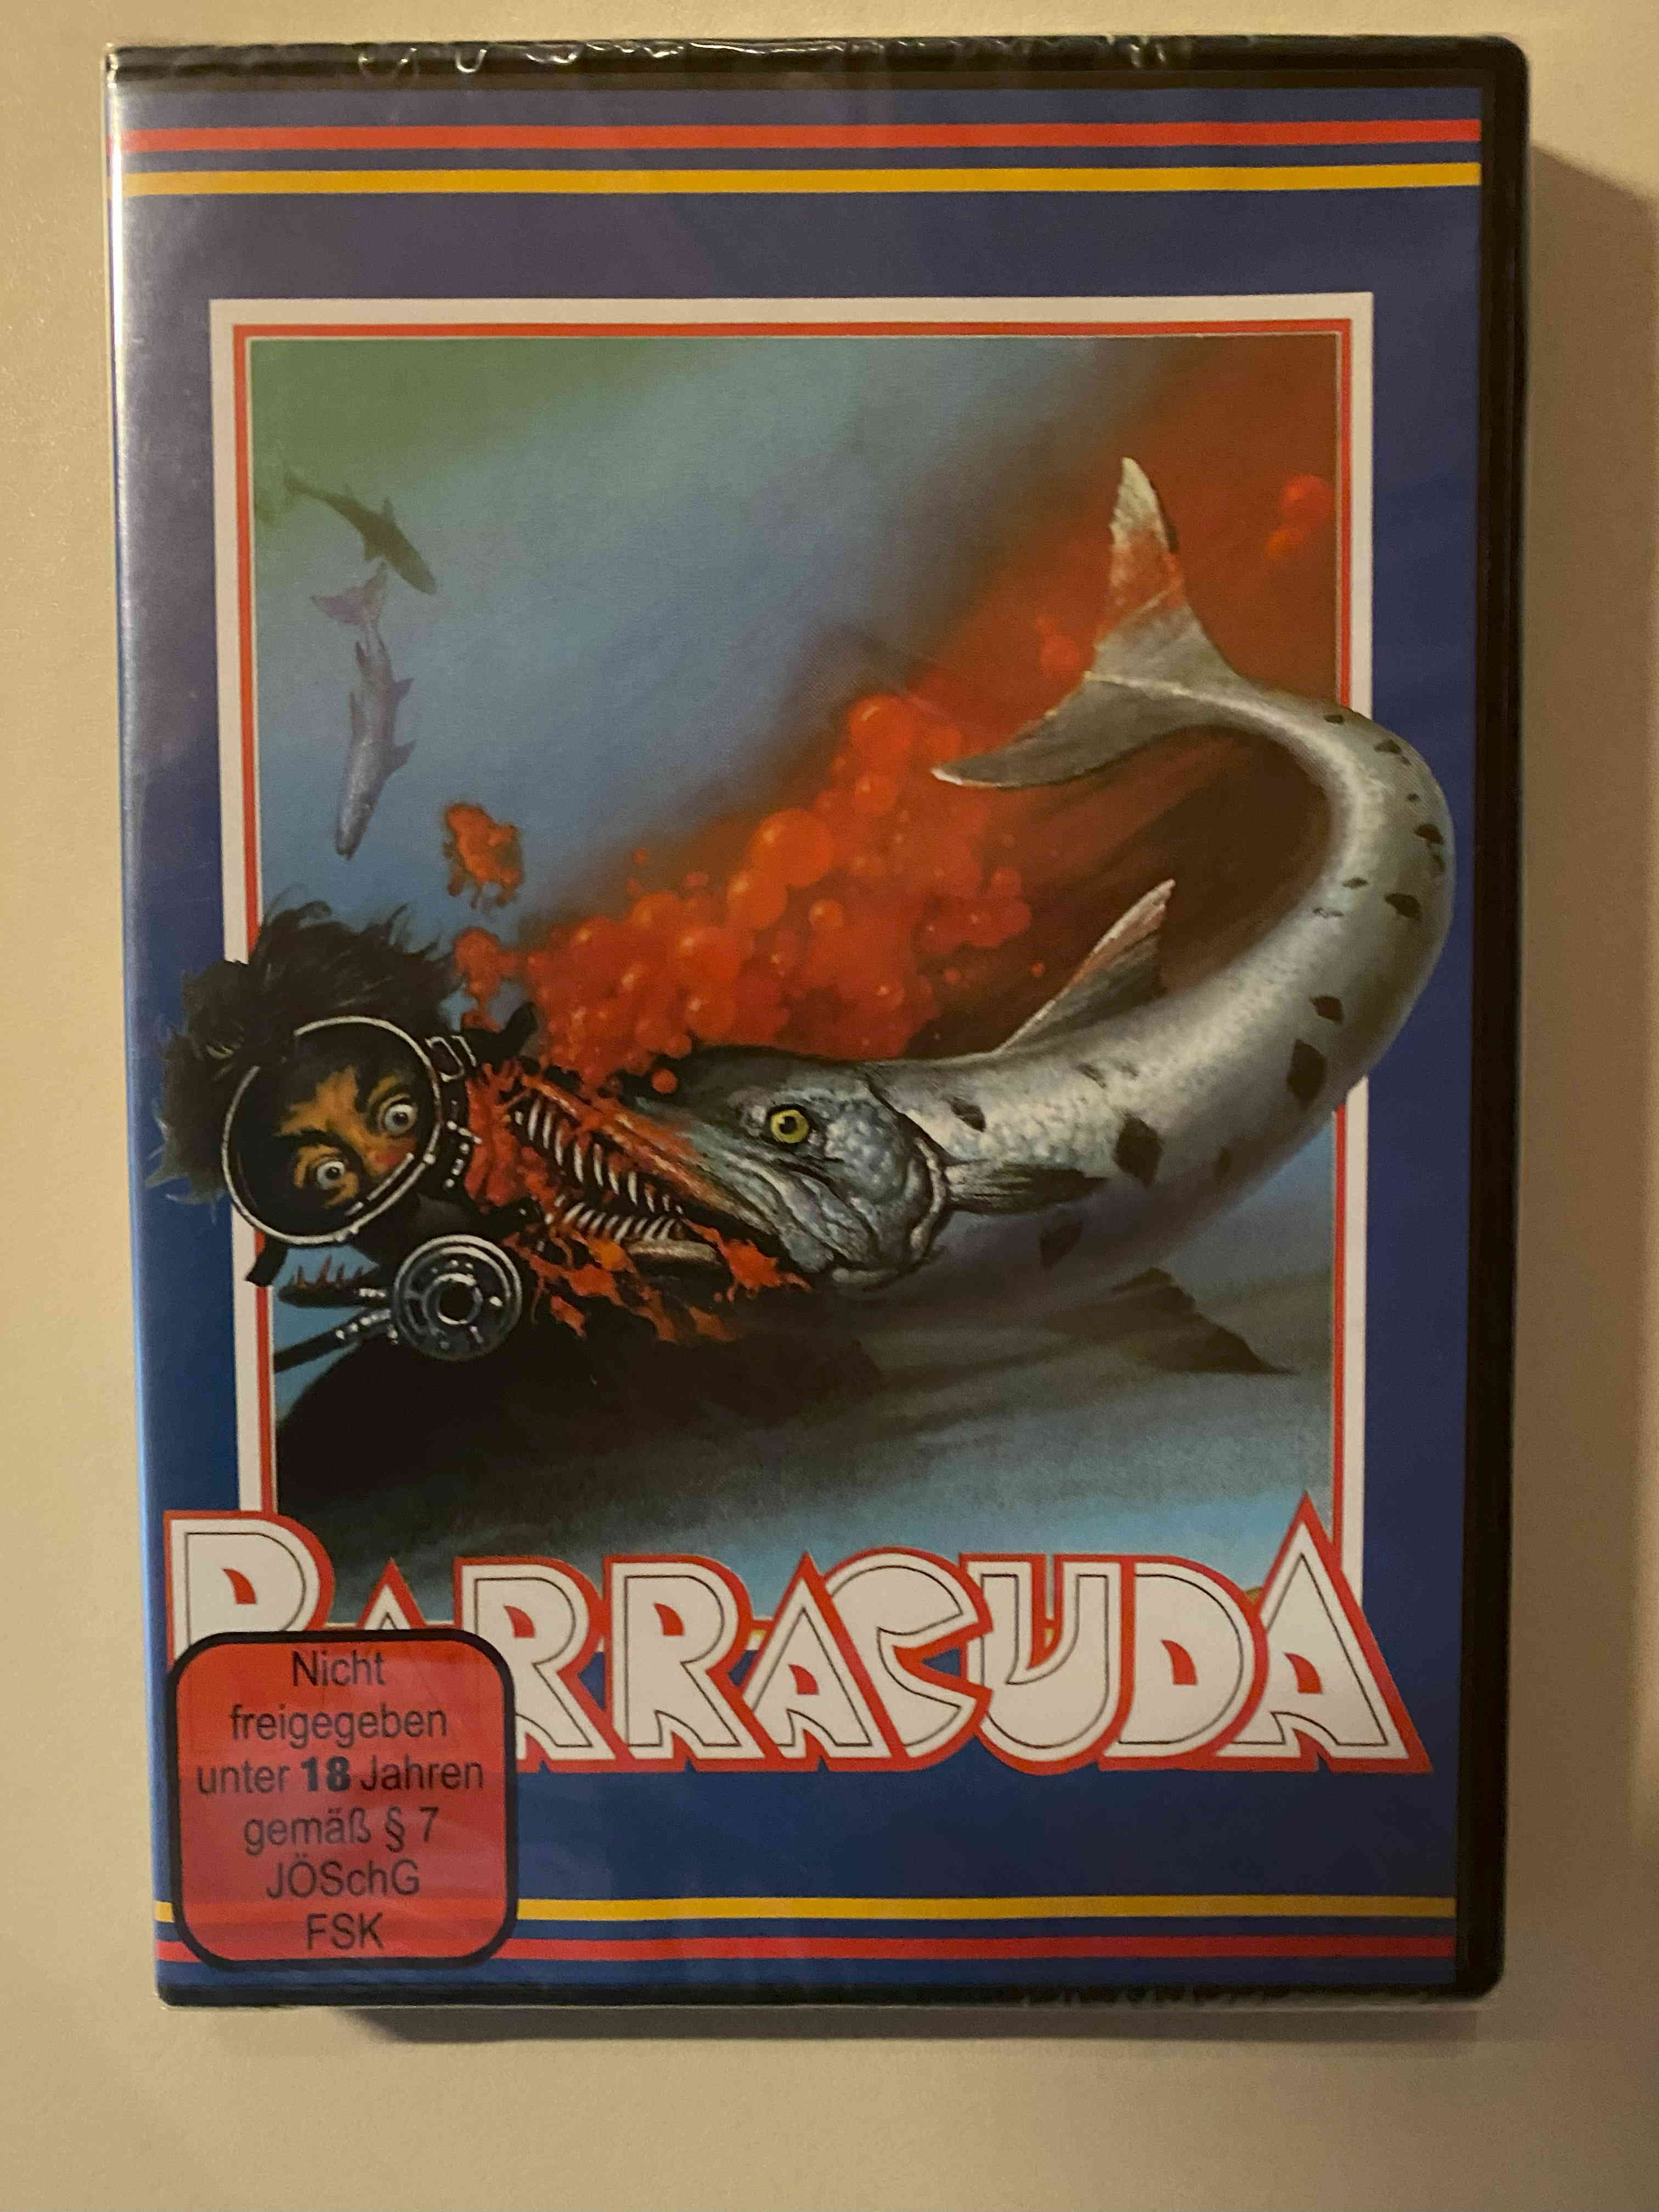 BARRACUDA
Nicht
freigegeben
unter 18 Jahren
gemäß § 7
JÖSchG
FSK